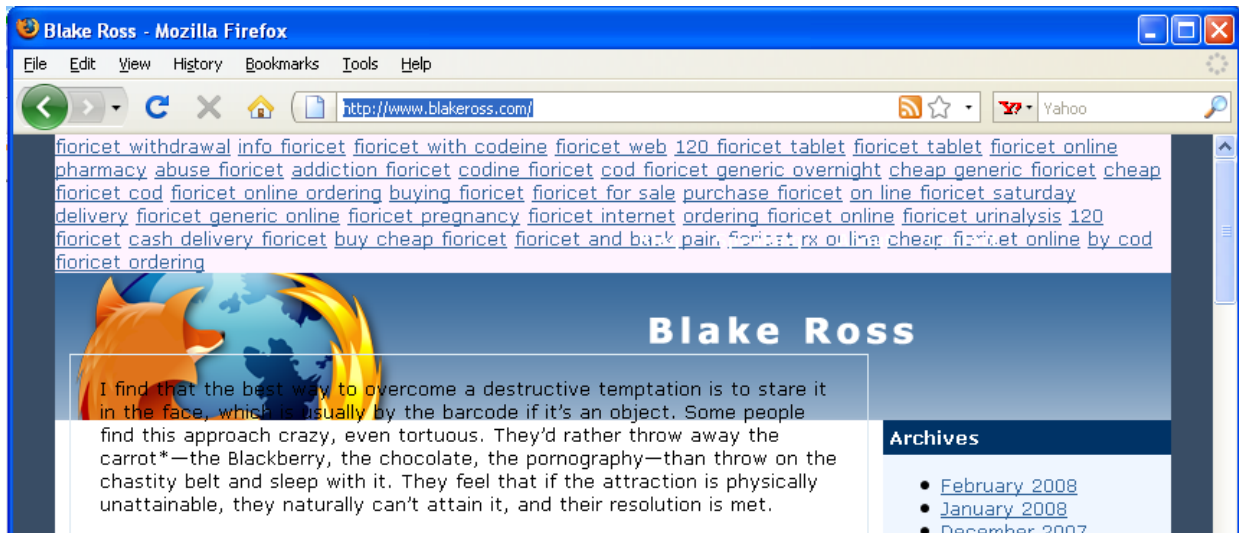 Blake Ross - Mozilla Firefox
File Edit View History Bookmarks Tools Help
http://www.blakeross.com/
Yahoo
fioricet withdrawal info fioricet fioricet with codeine fioricet web 120 fioricet tablet fioricet tablet fioricet online
pharmacy abuse fioricet addiction fioricet codine fioricet cod fioricet generic overnight cheap generic fioricet cheap
fioricet cod fioricet online ordering buying fioricet fioricet for sale purchase fioricet on line fioricet saturday
delivery fioricet generic online fioricet pregnancy fioricet internet ordering fioricet online fioricet urinalysis 120
fioricet cash delivery fioricet buy cheap fioricet fioricet and back pain fioricet rx online cheap fioricet online by cod
fioricet ordering
Blake Ross
I find that the best way to overcome a destructive temptation is to stare it
in the face, which is usually by the barcode if it's an object. Some people
find this approach crazy, even tortuous. They'd rather throw away the
carrot*—the Blackberry, the chocolate, the pornography—than throw on the
chastity belt and sleep with it. They feel that if the attraction is physically
unattainable, they naturally can't attain it, and their resolution is met.
Archives
February 2008
January 2008
December 2007